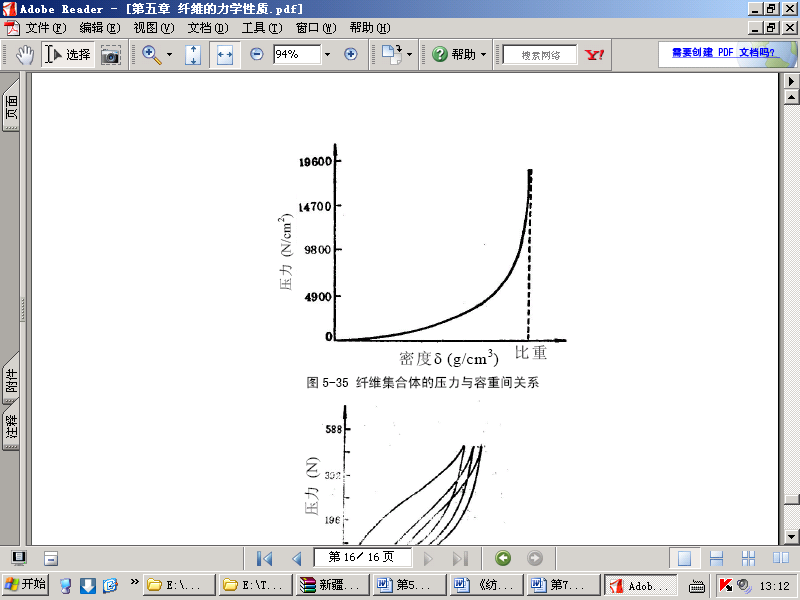 Adobe Reader - [第五章 纤维的力学性质.pdf]
文件(F) 编辑(E) 视图(V) 文档(D) 工具(T) 窗口(W) 帮助(H)
选择 94% 帮助 搜索网络 Y! 需要创建 PDF 文档吗?
页面
附件
注释
19600
14700
9800
4900
0
压力 (N/cm²)
密度δ (g/cm³) 比重
图 5-35 纤维集合体的压力与容重间关系
588
392
196
压力 (N)
第 16/ 16 页
开始 » E:\... E:\T... 新疆... 第5... 《纺... 第7... Adob... 13:12